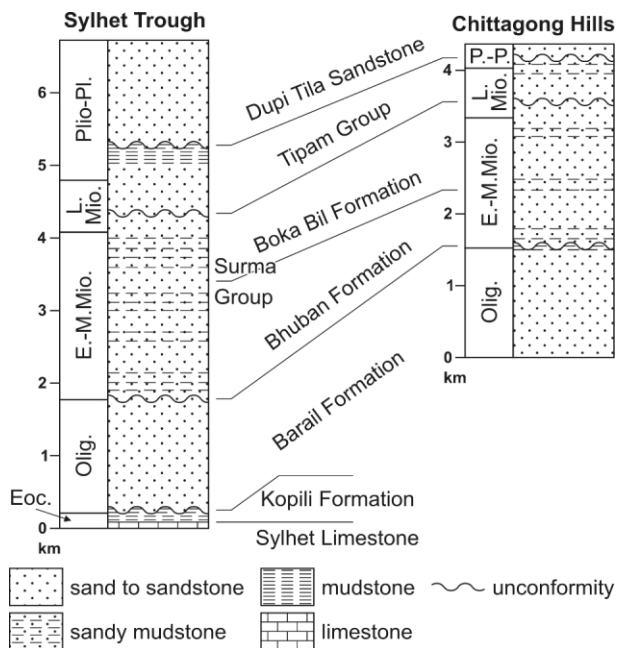 Sylhet Trough
Chittagong Hills
6
5
4
3
2
1
0
km
Plio-Pl.
L.
Mio.
E.-M.Mio.
Olig.
Eoc.
Dupi Tila Sandstone
Tipam Group
Boka Bil Formation
Surma
Group
Bhuban Formation
Barail Formation
Kopili Formation
Sylhet Limestone
4
3
2
1
0
km
P.-P.
L.
Mio.
E.-M.Mio.
Olig.
sand to sandstone
mudstone
unconformity
sandy mudstone
limestone